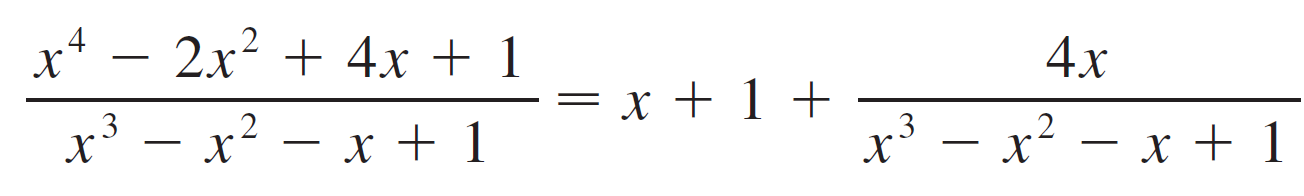 x⁴ − 2x² + 4x + 1 / x³ − x² − x + 1 = x + 1 + 4x / x³ − x² − x + 1